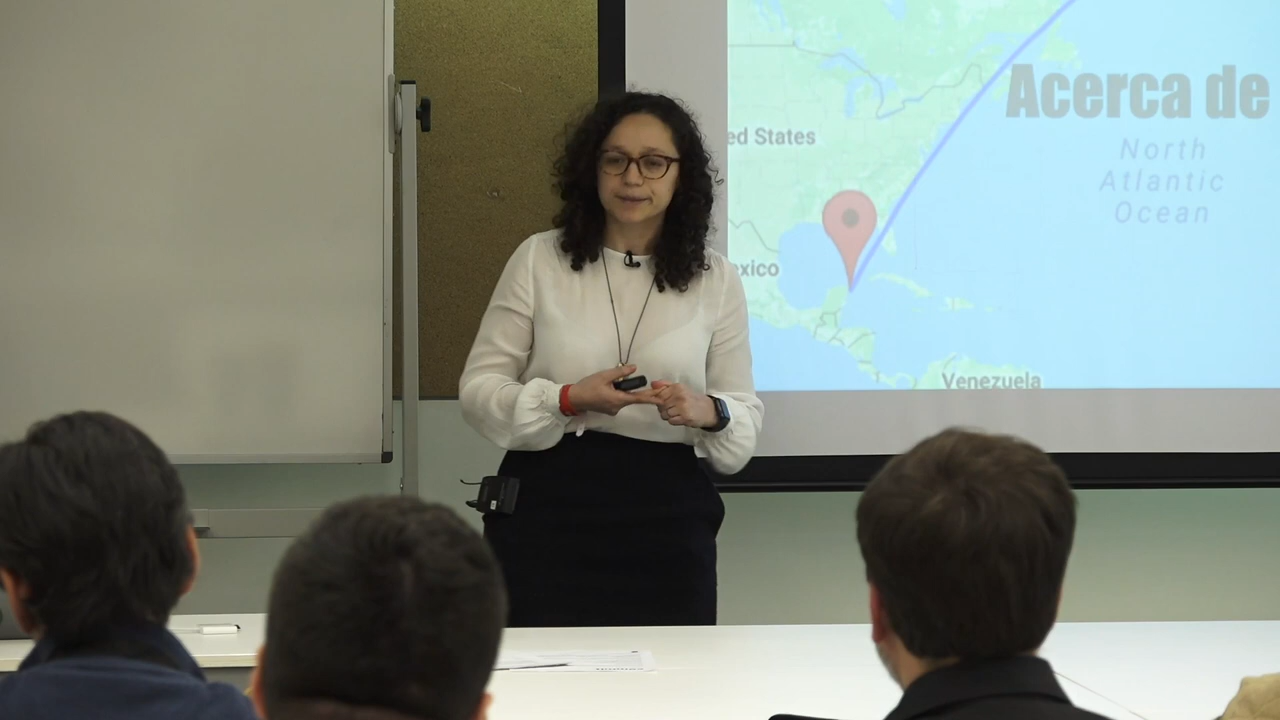 Acerca de
ed States
North
Atlantic
Ocean
exico
Venezuela